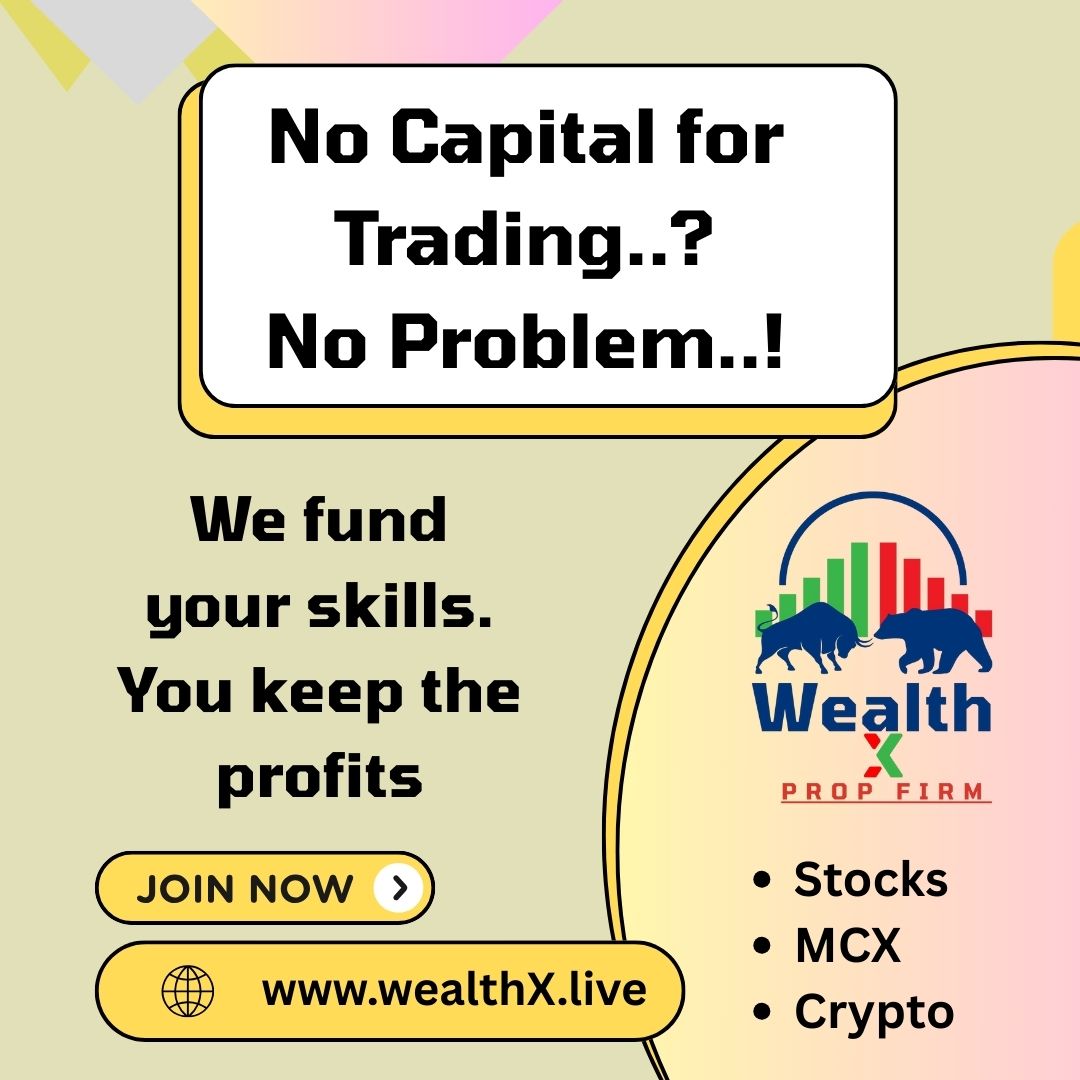 No Capital for
Trading..?
No Problem..!
We fund
your skills.
You keep the
profits
JOIN NOW
www.wealthX.live
Wealth
X
PROP FIRM
• Stocks
• MCX
• Crypto